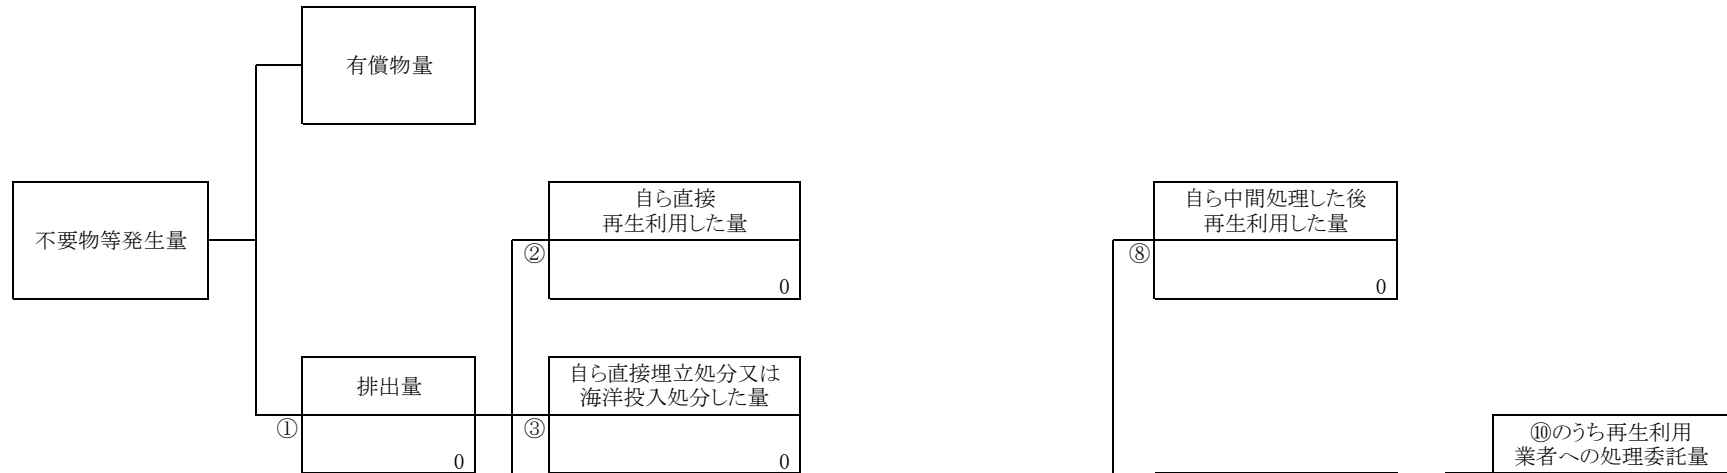 有償物量
不要物等発生量
自ら直接
再生利用した量
②
0
自ら中間処理した後
再生利用した量
⑧
0
排出量
①
0
自ら直接埋立処分又は
海洋投入処分した量
③
0
⑩のうち再生利用
業者への処理委託量